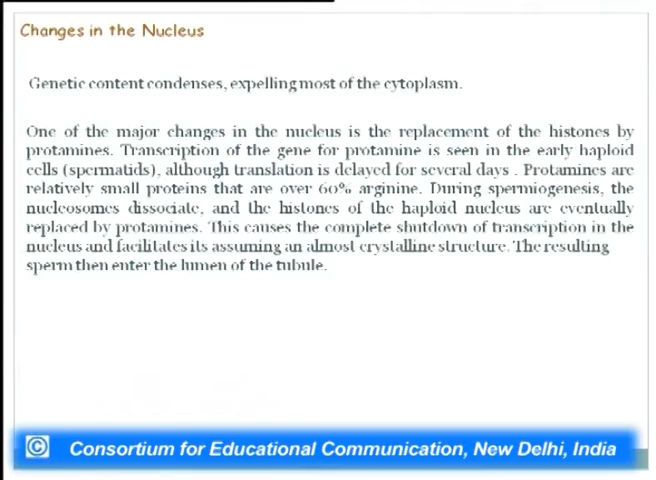 Changes in the Nucleus
Genetic content condenses, expelling most of the cytoplasm.
One of the major changes in the nucleus is the replacement of the histones by
protamines. Transcription of the gene for protamine is seen in the early haploid
cells (spermatids), although translation is delayed for several days . Protamines are
relatively small proteins that are over 60% arginine. During spermiogenesis, the
nucleosomes dissociate, and the histones of the haploid nucleus are eventually
replaced by protamines. This causes the complete shutdown of transcription in the
nucleus and facilitates its assuming an almost crystalline structure. The resulting
sperm then enter the lumen of the tubule.
© Consortium for Educational Communication, New Delhi, India